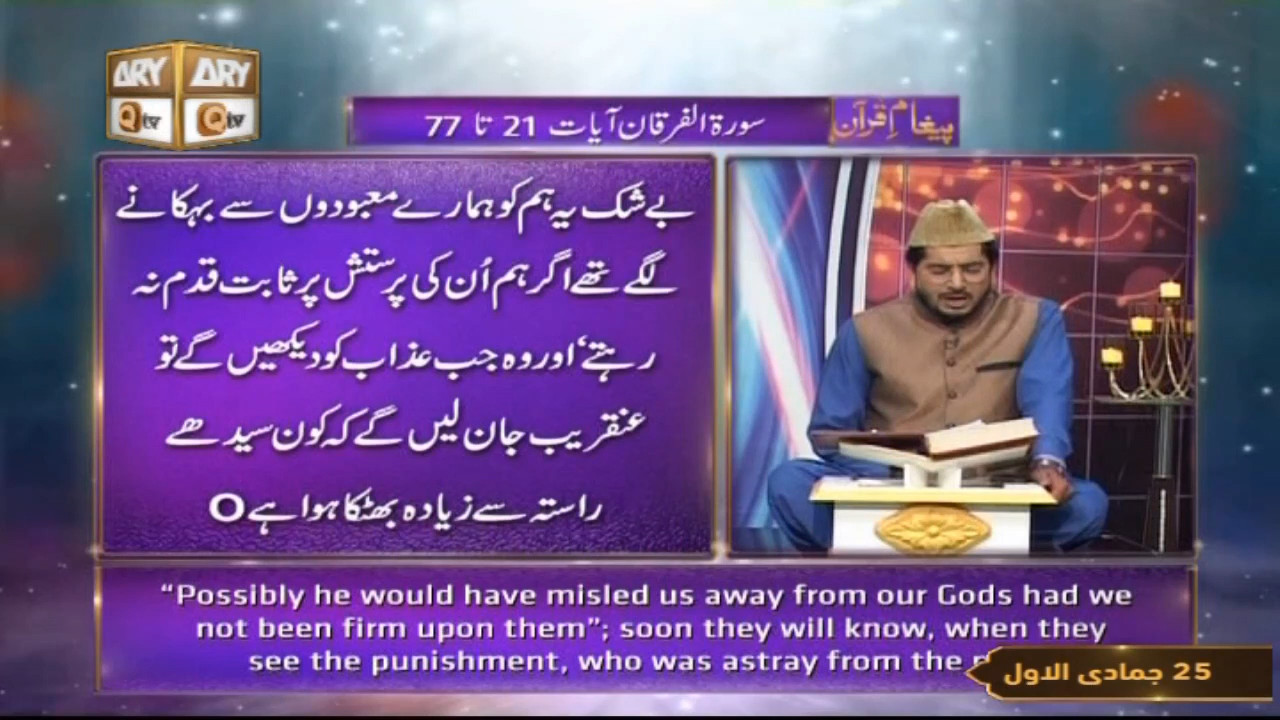 ARY ARY
Qtv Qtv
پیغامِ قرآن
سورۃ الفرقان آیات 21 تا 77
بے شک یہ ہم کو ہمارے معبودوں سے بہکانے
لگے تھے اگر ہم اُن کی پرستش پر ثابت قدم نہ
رہتے‘ اور وہ جب عذاب کو دیکھیں گے تو
عنقریب جان لیں گے کہ کون سیدھے
راستہ سے زیادہ بھٹکا ہوا ہےO
“Possibly he would have misled us away from our Gods had we
not been firm upon them”; soon they will know, when they
see the punishment, who was astray from the
25 جمادی الاول